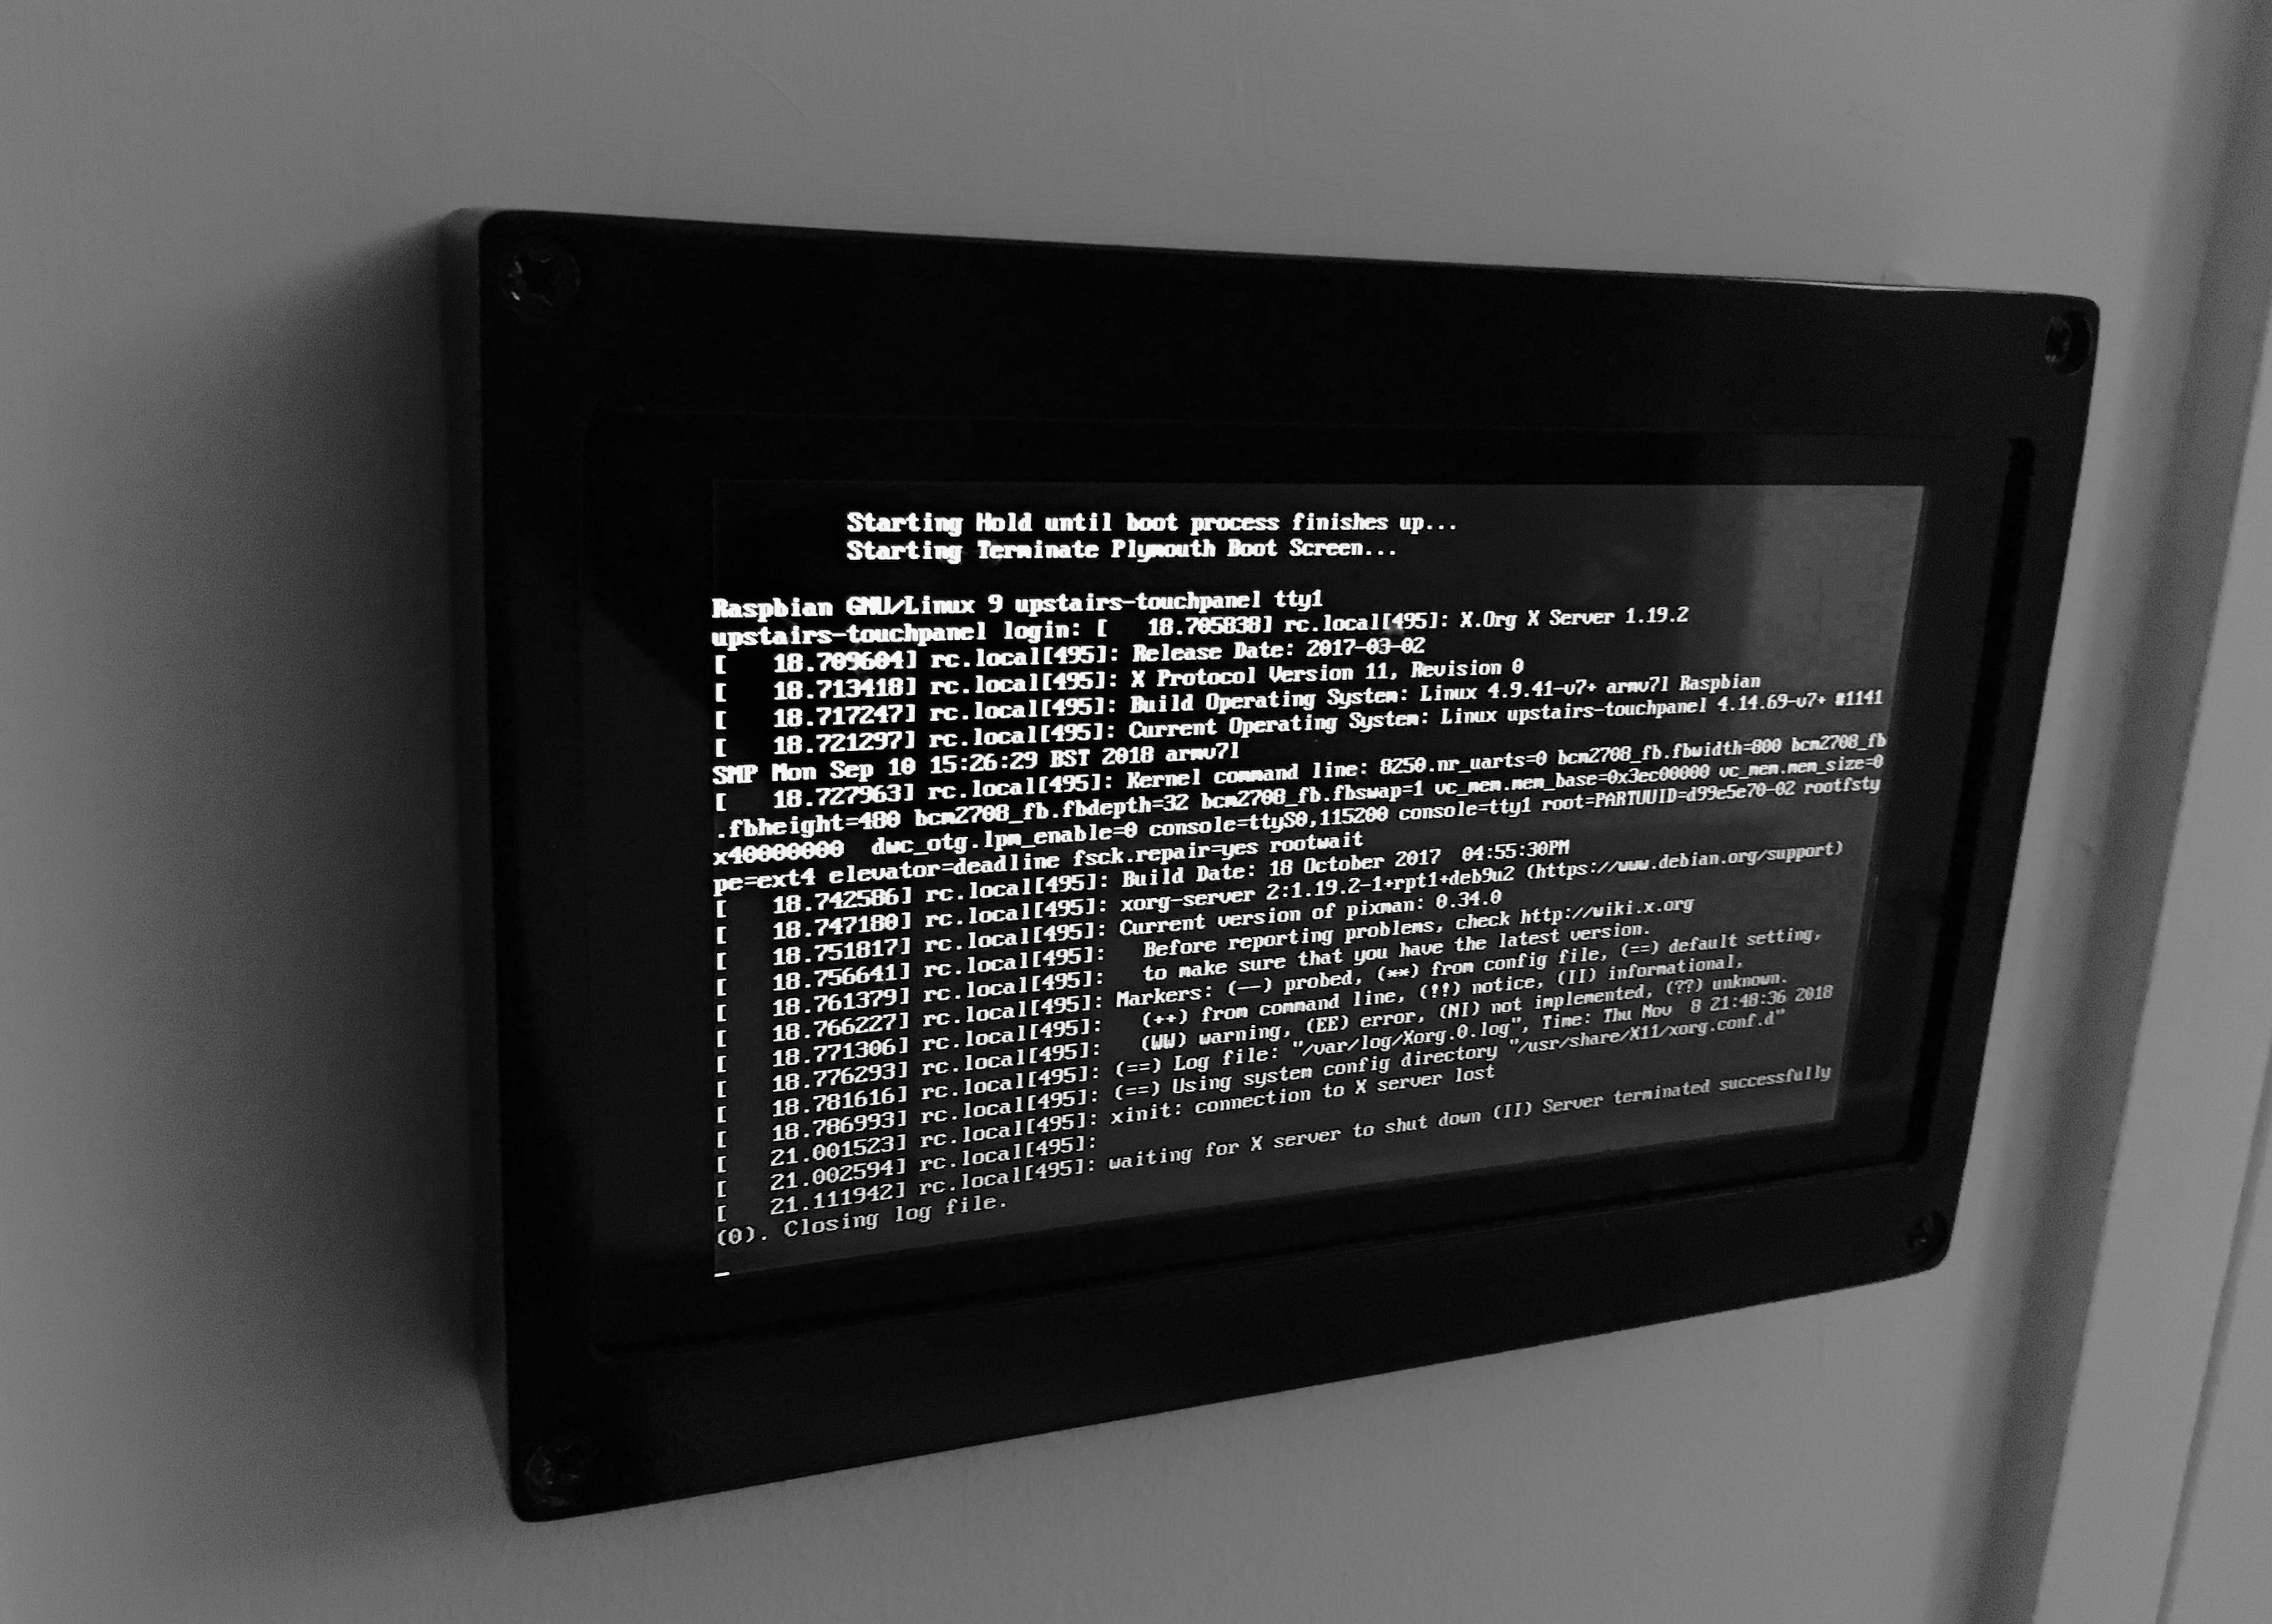 Starting Hold until boot process finishes up...
Starting Terminate Plymouth Boot Screen...
Raspbian GNU/Linux 9 upstairs-touchpanel tty1
upstairs-touchpanel login: [   18.705838] rc.local[495]: X.Org X Server 1.19.2
[   18.709604] rc.local[495]: Release Date: 2017-03-02
[   18.713418] rc.local[495]: X Protocol Version 11, Revision 0
[   18.717247] rc.local[495]: Build Operating System: Linux 4.9.41-v7+ armv7l Raspbian
[   18.721297] rc.local[495]: Current Operating System: Linux upstairs-touchpanel 4.14.69-v7+ #1141
SMP Mon Sep 10 15:26:29 BST 2018 armv7l
[   18.727963] rc.local[495]: Kernel command line: 8250.nr_uarts=0 bcm2708_fb.fbwidth=800 bcm2708_fb
.fbheight=480 bcm2708_fb.fbdepth=32 bcm2708_fb.fbswap=1 vc_mem.mem_base=0x3ec00000 vc_mem.mem_size=0
x40000000  dwc_otg.lpm_enable=0 console=ttyS0,115200 console=tty1 root=PARTUUID=d99e5e70-02 rootfsty
pe=ext4 elevator=deadline fsck.repair=yes rootwait
[   18.742586] rc.local[495]: Build Date: 18 October 2017  04:55:30PM
[   18.747180] rc.local[495]: xorg-server 2:1.19.2-1+rpt1+deb9u2 (https://www.debian.org/support)
[   18.751817] rc.local[495]: Current version of pixman: 0.34.0
[   18.756641] rc.local[495]:   Before reporting problems, check http://wiki.x.org
[   18.761379] rc.local[495]:   to make sure that you have the latest version.
[   18.766227] rc.local[495]: Markers: (--) probed, (**) from config file, (==) default setting,
[   18.771306] rc.local[495]:   (++) from command line, (!!) notice, (II) informational,
[   18.776293] rc.local[495]:   (WW) warning, (EE) error, (NI) not implemented, (??) unknown.
[   18.781616] rc.local[495]: (==) Log file: "/var/log/Xorg.0.log", Time: Thu Nov  8 21:48:36 2018
[   18.786993] rc.local[495]: (==) Using system config directory "/usr/share/X11/xorg.conf.d"
[   21.001523] rc.local[495]: xinit: connection to X server lost
[   21.002594] rc.local[495]:
[   21.111942] rc.local[495]: waiting for X server to shut down (II) Server terminated successfully
(0). Closing log file.
_